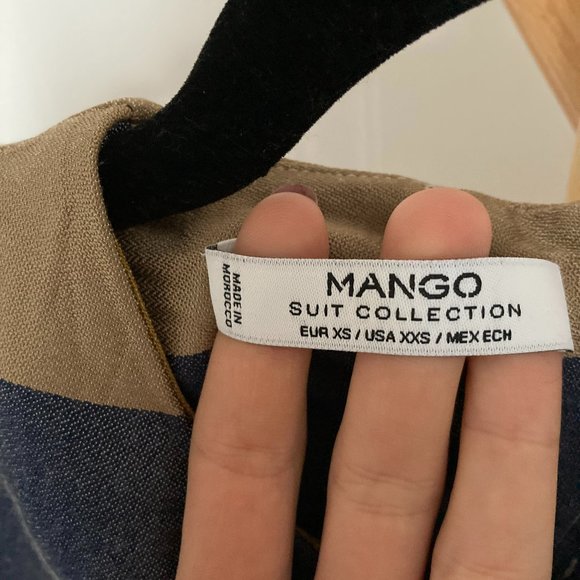 MANGO
SUIT COLLECTION
EUR XS / USA XXS / MEX ECH
MADE IN
MOROCCO